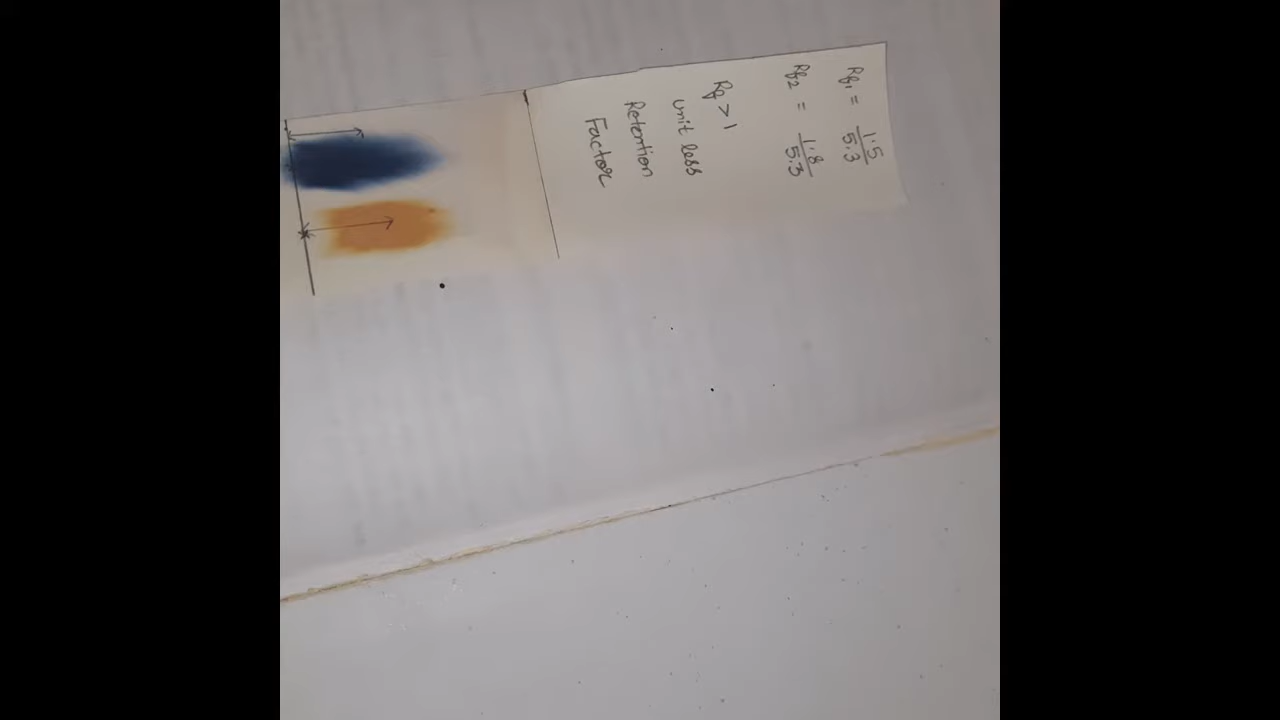 Rf₁ = 1.5/5.3
Rf₂ = 1.8/5.3
Rf > 1
unit less
Retention
Factor